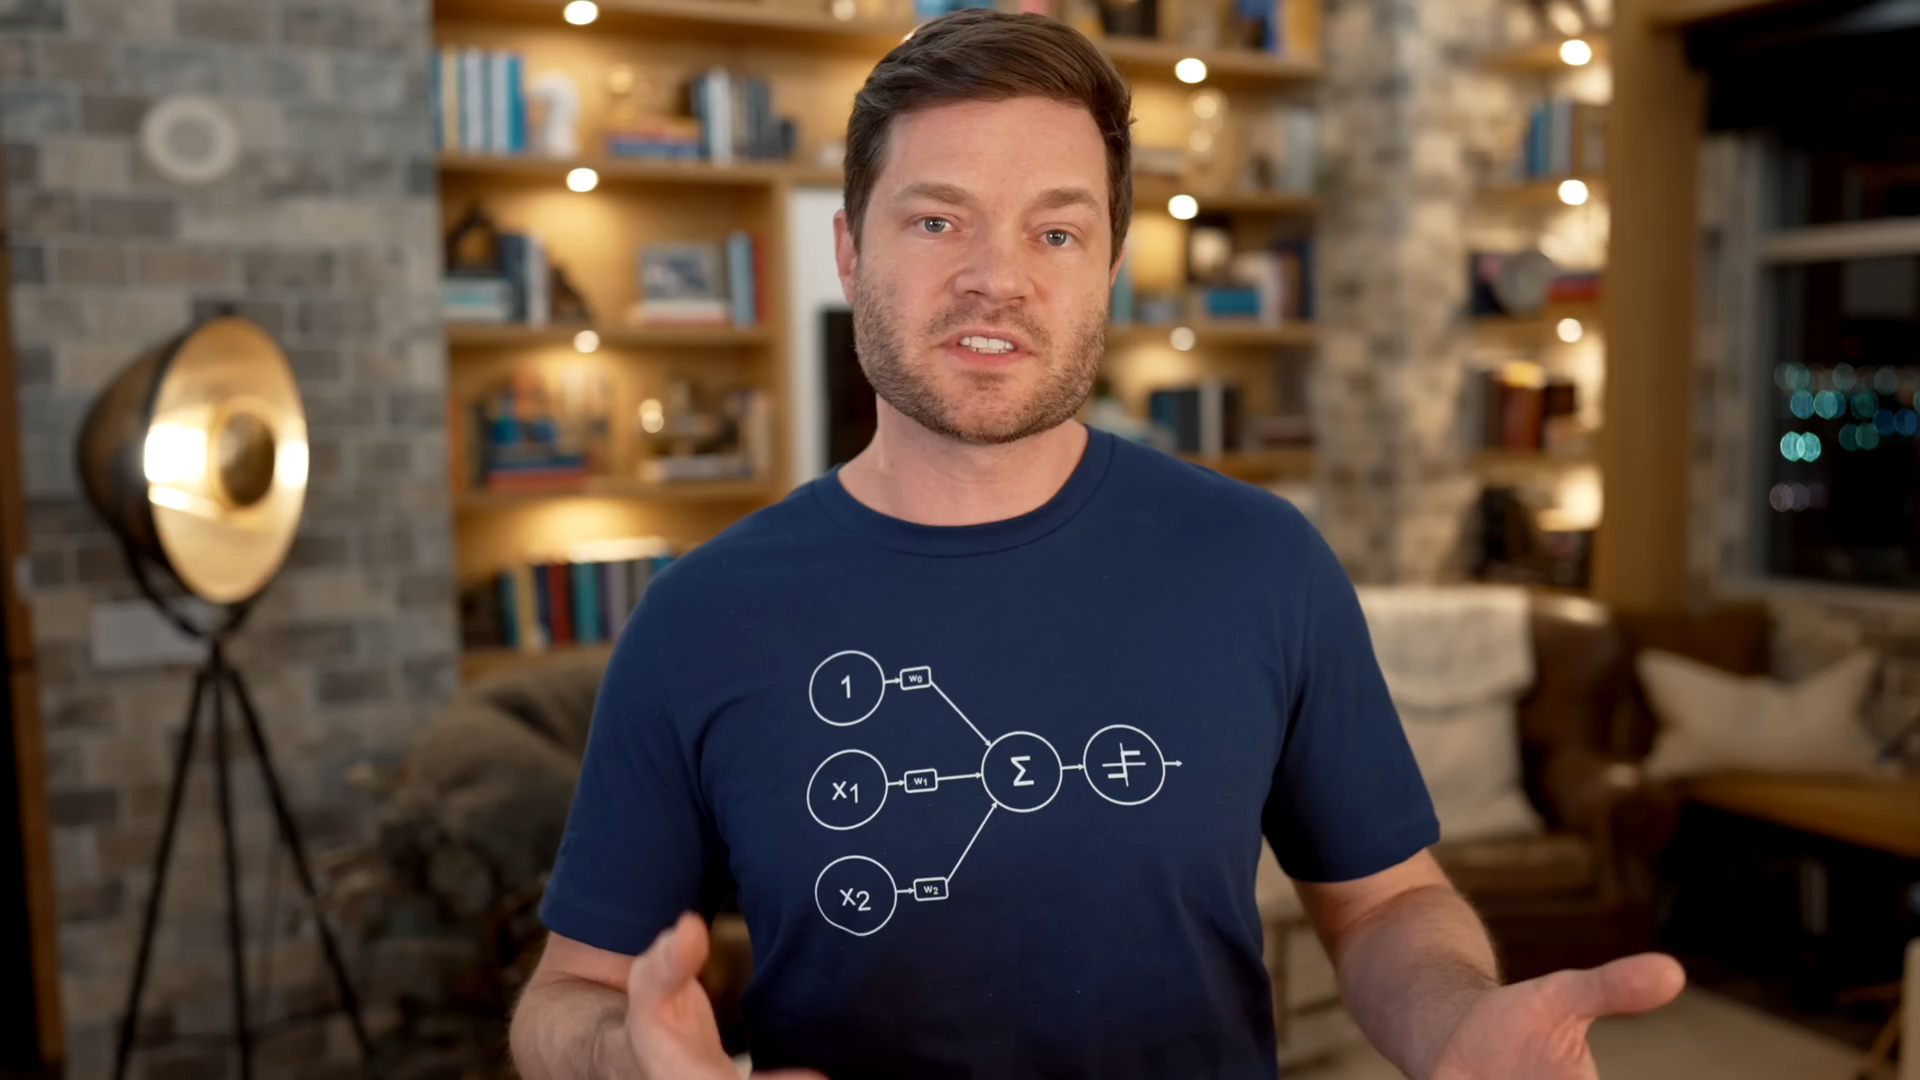 1 w₀
x₁ w₁ Σ
x₂ w₂